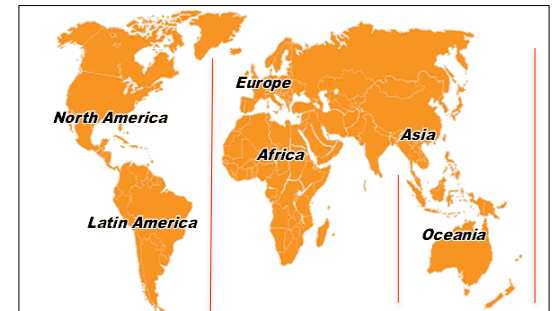 Europe
North America
Asia
Africa
Latin America
Oceania